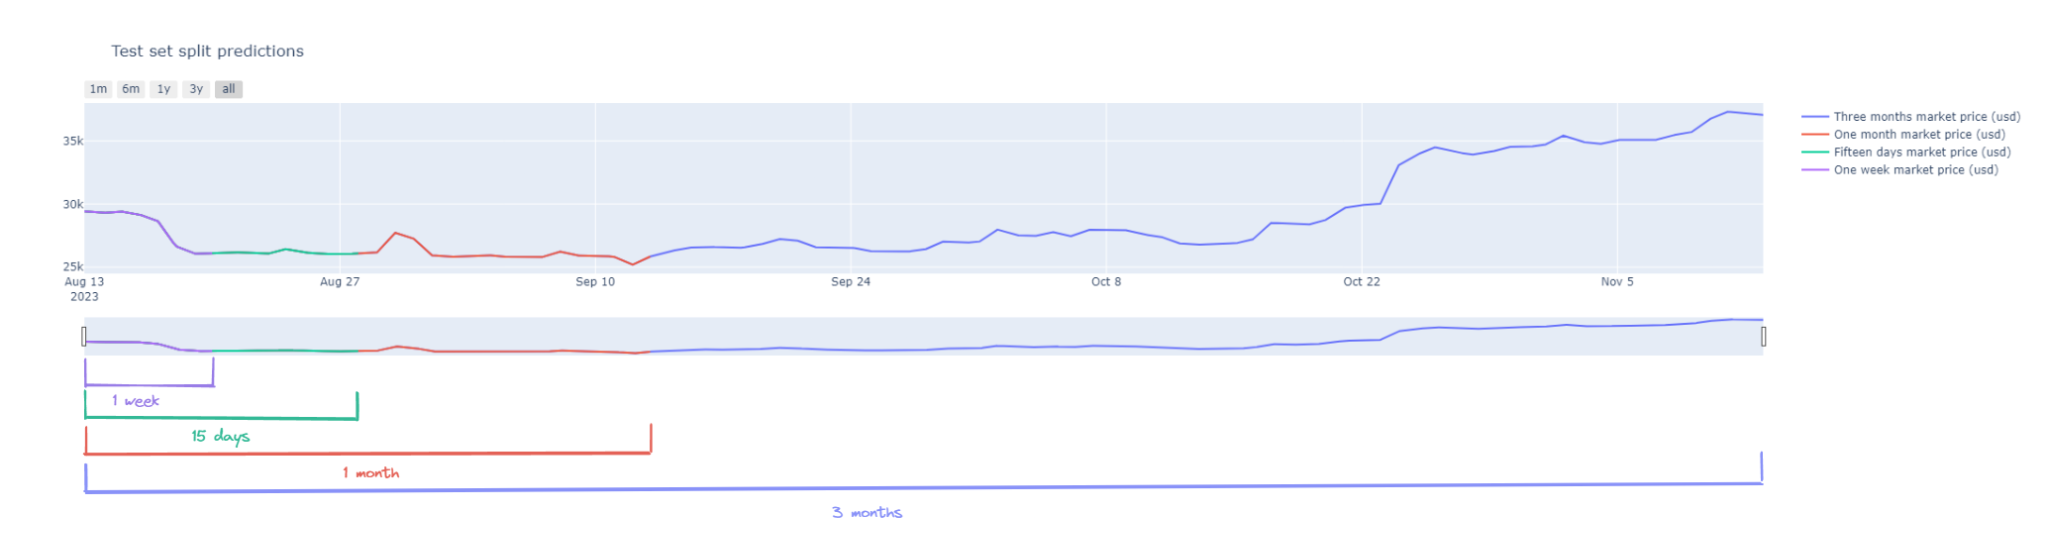 Test set split predictions
1m 6m 1y 3y all
35k
30k
25k
Aug 13 Aug 27 Sep 10 Sep 24 Oct 8 Oct 22 Nov 5
2023
Three months market price (usd)
One month market price (usd)
Fifteen days market price (usd)
One week market price (usd)
1 week
15 days
1 month
3 months